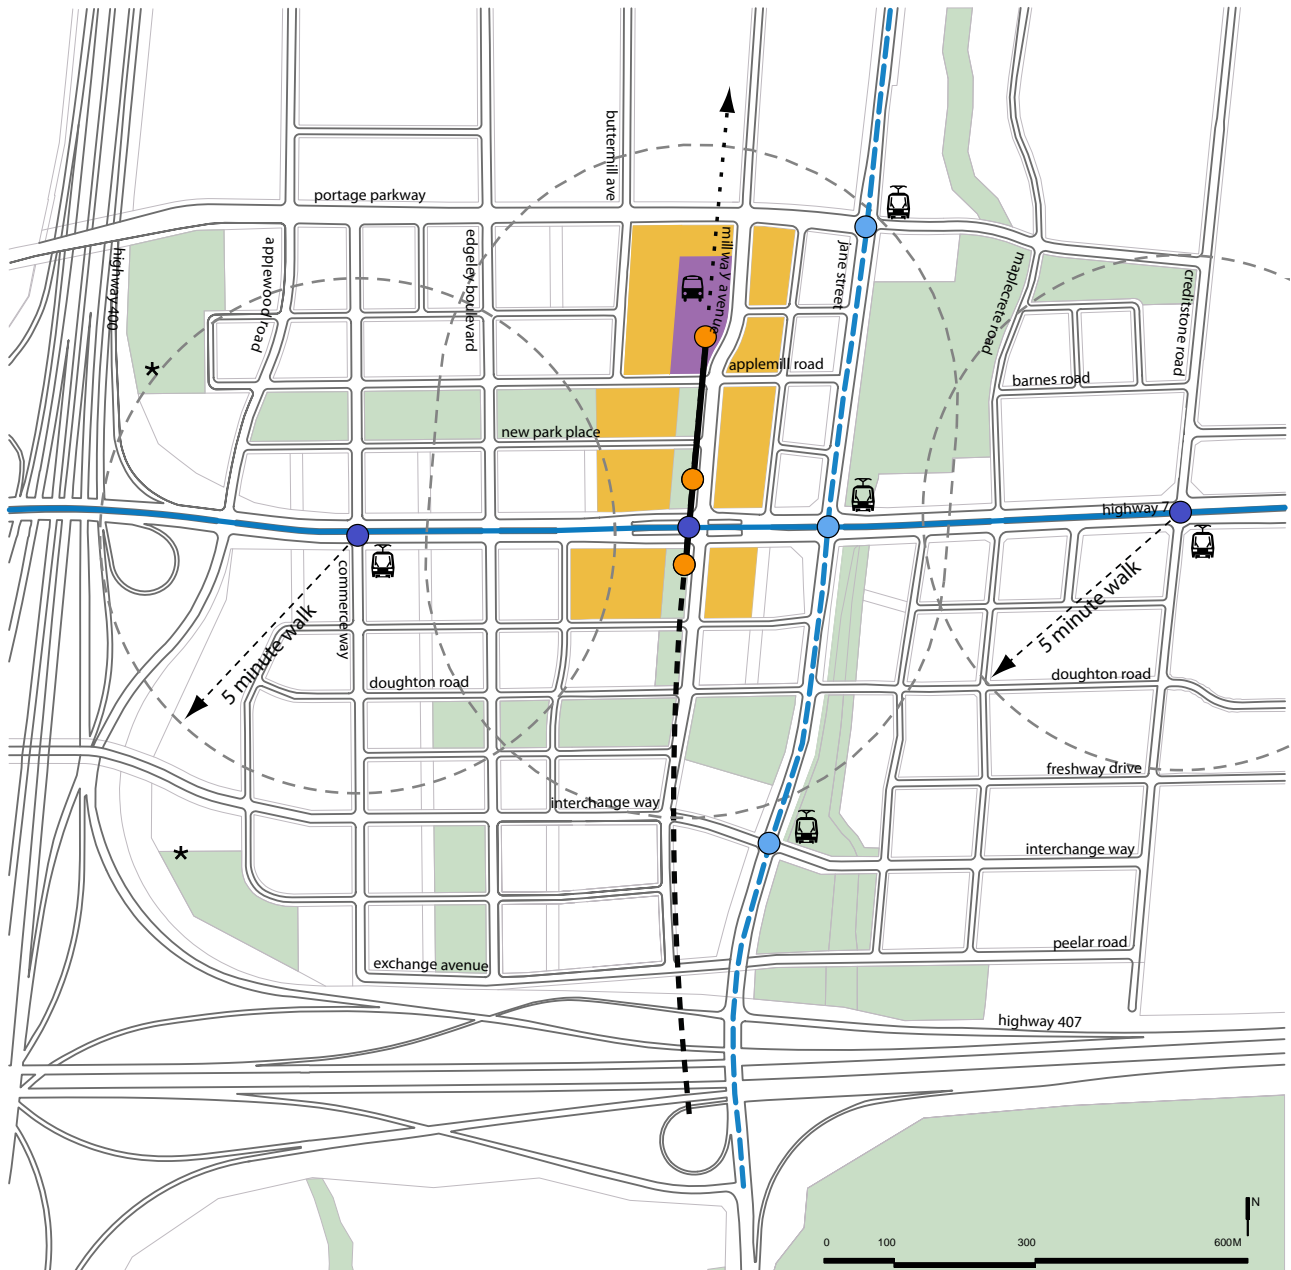 buttermill ave
portage parkway
highway 400
applewood road
edgeley boulevard
millway avenue
jane street
maplecrete road
creditstone road
*
applemill road
barnes road
new park place
highway 7
commerce way
5 minute walk
5 minute walk
doughton road
doughton road
freshway drive
interchange way
interchange way
*
peelar road
exchange avenue
highway 407
N
0 100 300 600M